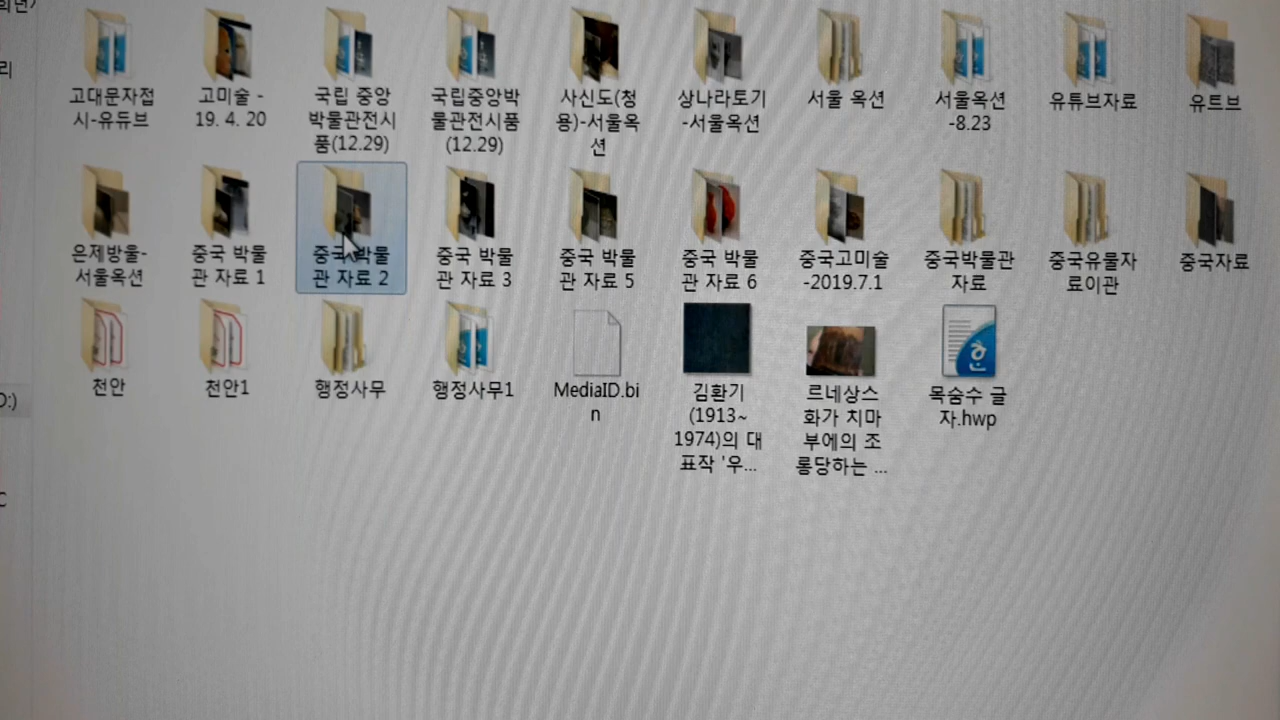 리
고대문자접
시-유듀브
고미술 -
19. 4. 20
국립 중앙
박물관전시
품(12.29)
국립중앙박
물관전시품
(12.29)
사신도(청
용)-서울옥
션
상나라토기
-서울옥션
서울 옥션
서울옥션
-8.23
유튜브자료
유트브
은제방울-
서울옥션
중국 박물
관 자료 1
중국 박물
관 자료 2
중국 박물
관 자료 3
중국 박물
관 자료 5
중국 박물
관 자료 6
중국고미술
-2019.7.1
중국박물관
자료
중국유물자
료이관
중국자료
천안
천안1
행정사무
행정사무1
MediaID.bi
n
김환기
(1913~
1974)의 대
표작 '우...
르네상스
화가 치마
부에의 조
롱당하는 ...
목숨수 글
자.hwp
:)
C